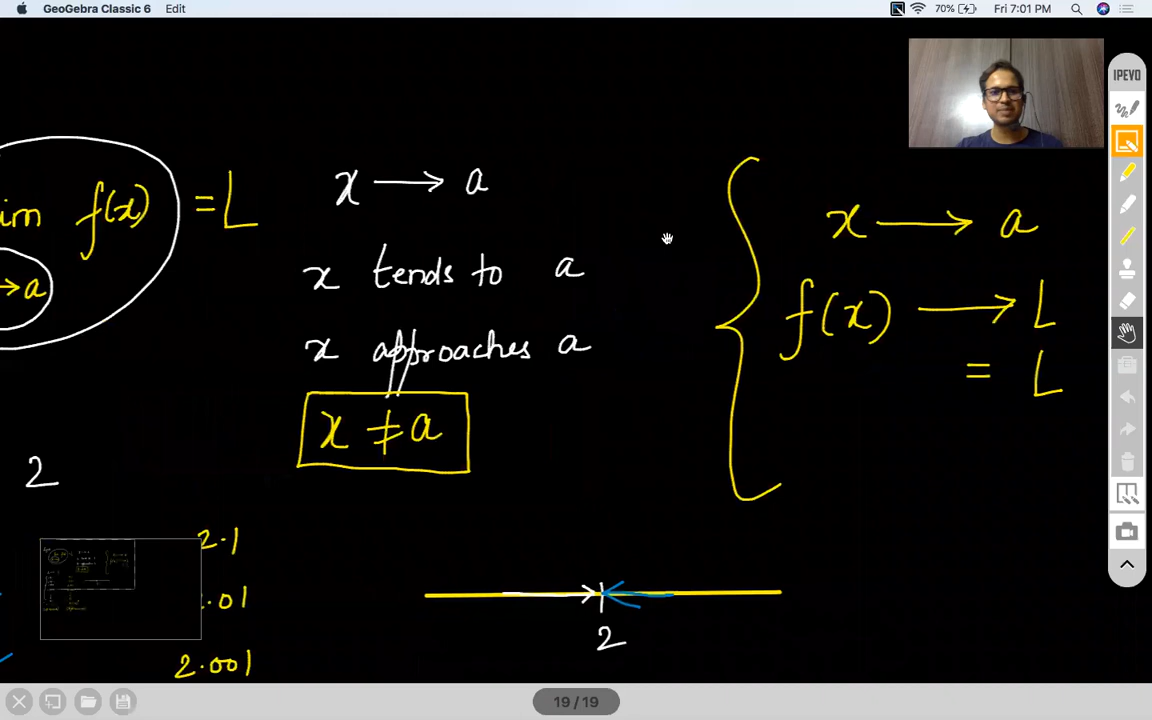 GeoGebra Classic 6 Edit 70% Fri 7:01 PM
IPEVO
im f(x) = L
→a
x → a
x tends to a
x approaches a
x ≠ a
x → a
f(x) → L
= L
2
2.1
.01
2.001
2
19 / 19